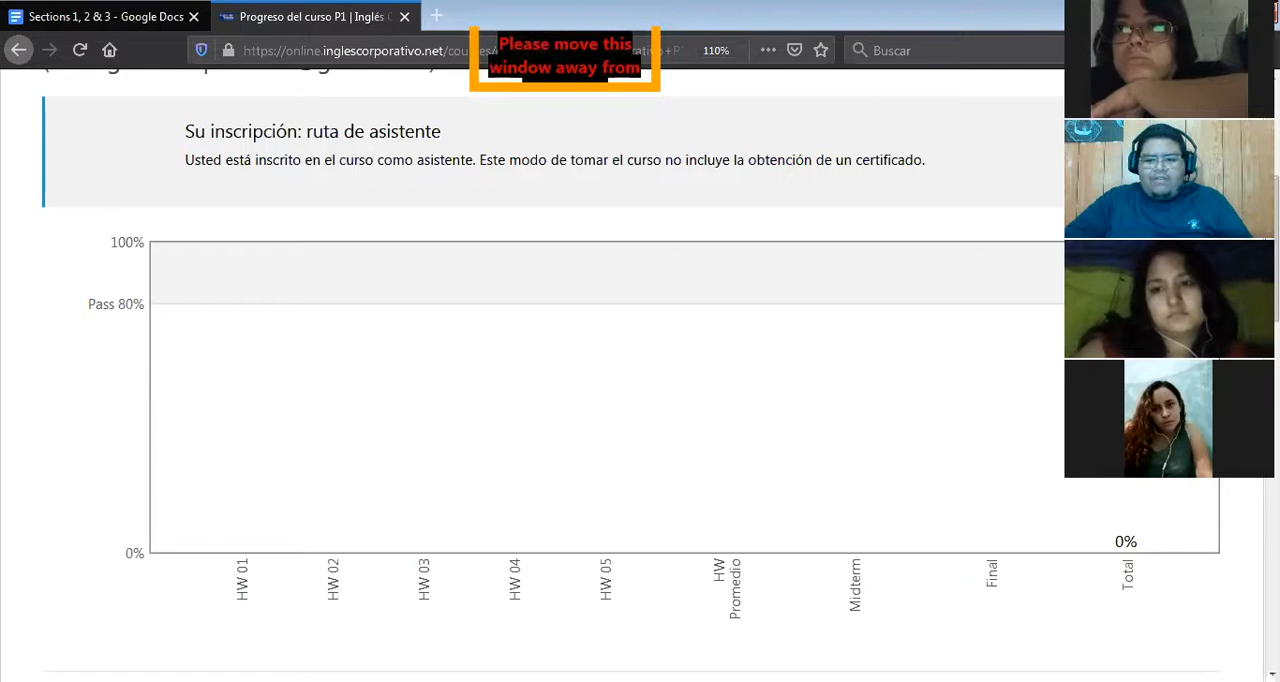 Sections 1, 2 & 3 - Google Docs
Progreso del curso P1 | Inglés
https://online.inglescorporativo.net/cou
110%
Buscar
Please move this
window away from
Su inscripción: ruta de asistente
Usted está inscrito en el curso como asistente. Este modo de tomar el curso no incluye la obtención de un certificado.
100%
Pass 80%
0%
0%
HW 01
HW 02
HW 03
HW 04
HW 05
HW
Promedio
Midterm
Final
Total